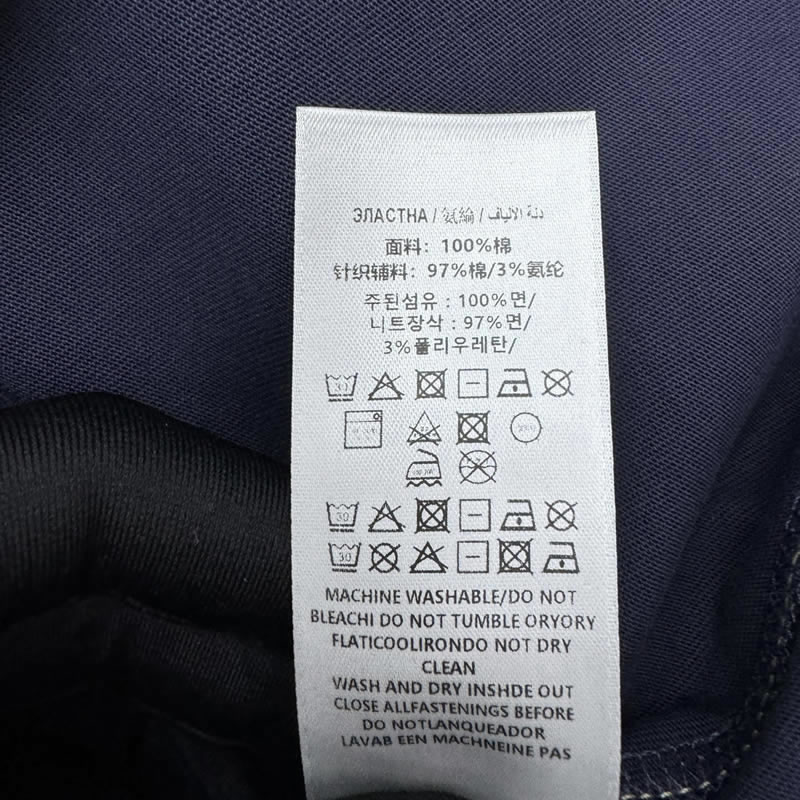 ЭЛАСТНА / 氨綸 /
面料: 100%棉
针织辅料: 97%棉/3%氨纶
주된섬유 : 100%면/
니트장삭 : 97%면/
3%폴리우레탄/
30
30
MACHINE WASHABLE/DO NOT
BLEACHI DO NOT TUMBLE ORYORY
FLATICOOLIRONDO NOT DRY
CLEAN
WASH AND DRY INSHDE OUT
CLOSE ALLFASTENINGS BEFORE
DO NOTLANQUEADOR
LAVAB EEN MACHNEINE PAS